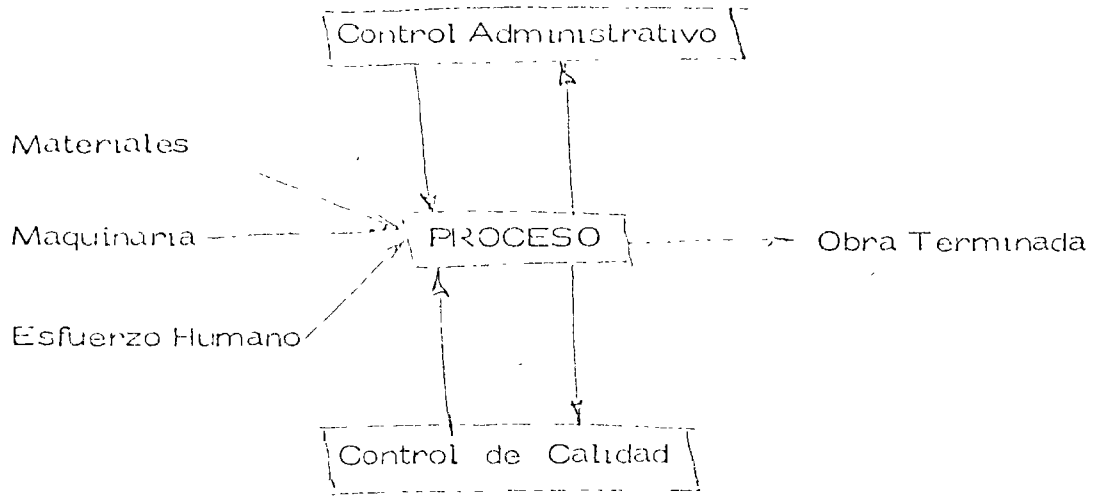 Control Administrativo
Materiales
Maquinaria
PROCESO
Obra Terminada
Esfuerzo Humano
Control de Calidad